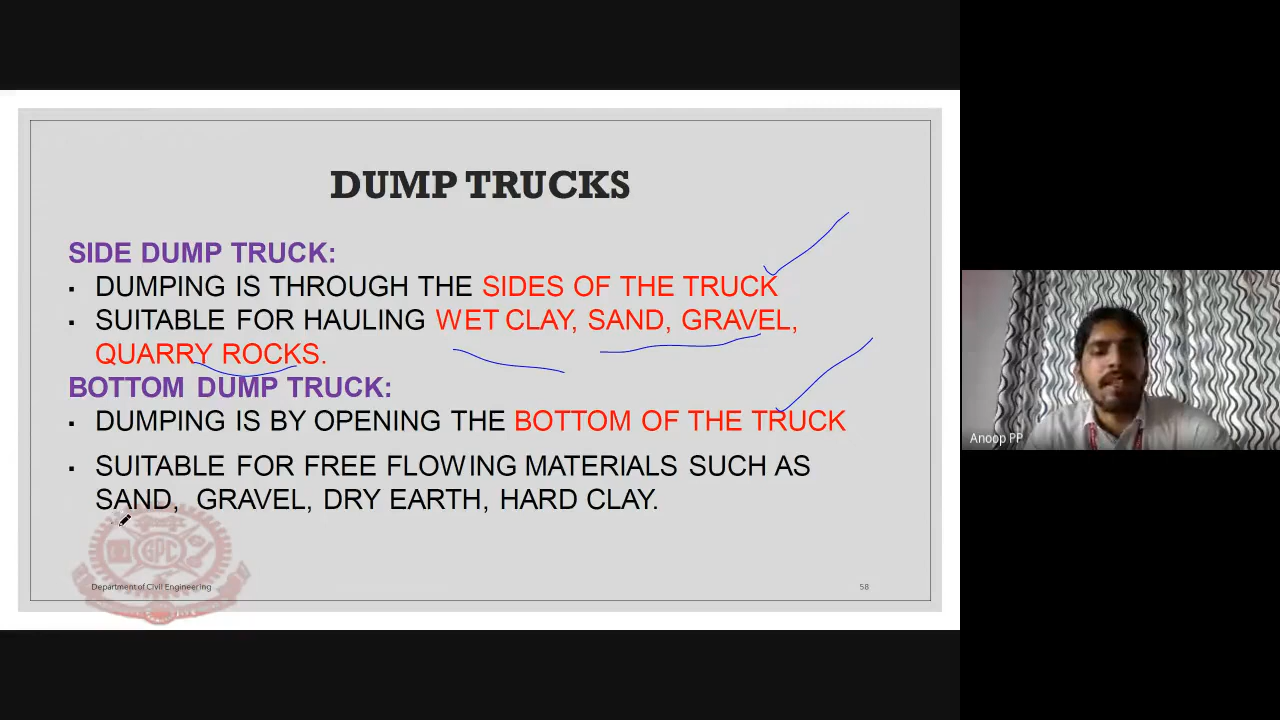 DUMP TRUCKS
SIDE DUMP TRUCK:
▪ DUMPING IS THROUGH THE SIDES OF THE TRUCK
▪ SUITABLE FOR HAULING WET CLAY, SAND, GRAVEL,
QUARRY ROCKS.
BOTTOM DUMP TRUCK:
▪ DUMPING IS BY OPENING THE BOTTOM OF THE TRUCK
▪ SUITABLE FOR FREE FLOWING MATERIALS SUCH AS
SAND, GRAVEL, DRY EARTH, HARD CLAY.
GPC
Department of Civil Engineering
58
Anoop PP